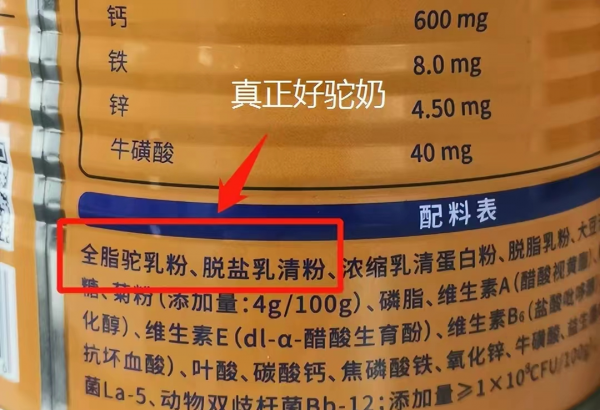 钙 600 mg
铁 8.0 mg
真正好驼奶
锌 4.50 mg
牛磺酸 40 mg
配料表
全脂驼乳粉、脱盐乳清粉、浓缩乳清蛋白粉、脱脂乳粉、大豆
糖、菊粉(添加量:4g/100g)、磷脂、维生素A(醋酸视黄酯)、
化醇)、维生素E(dl-α-醋酸生育酚)、维生素B₆(盐酸吡哆
抗坏血酸)、叶酸、碳酸钙、焦磷酸铁、氧化锌、牛磺酸、益生
菌La-5、动物双歧杆菌Bb-12;添加量≥1×10⁸CFU/100g)